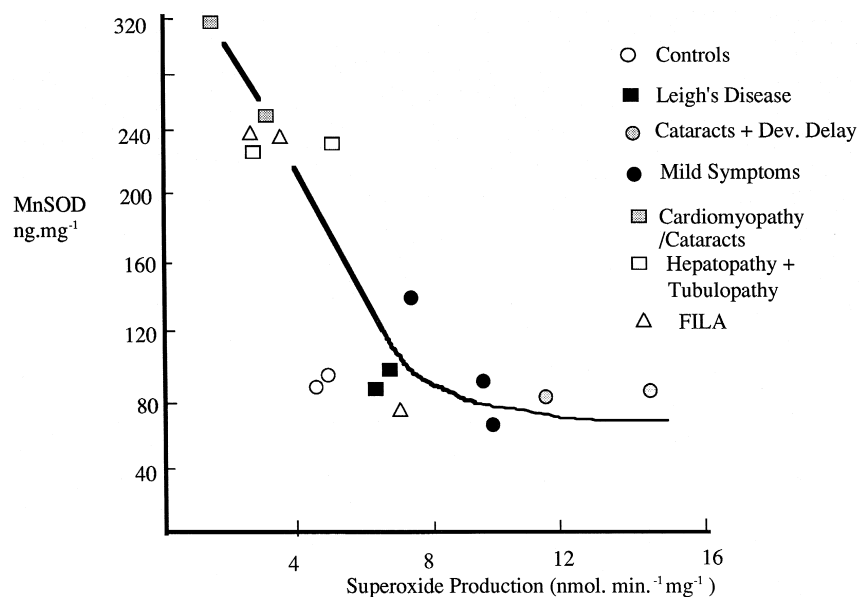 320
240
200
160
120
80
40
MnSOD
ng.mg-1
Controls
Leigh's Disease
Cataracts + Dev. Delay
Mild Symptoms
Cardiomyopathy
/Cataracts
Hepatopathy +
Tubulopathy
FILA
4 8 12 16
Superoxide Production (nmol. min.-1mg-1 )